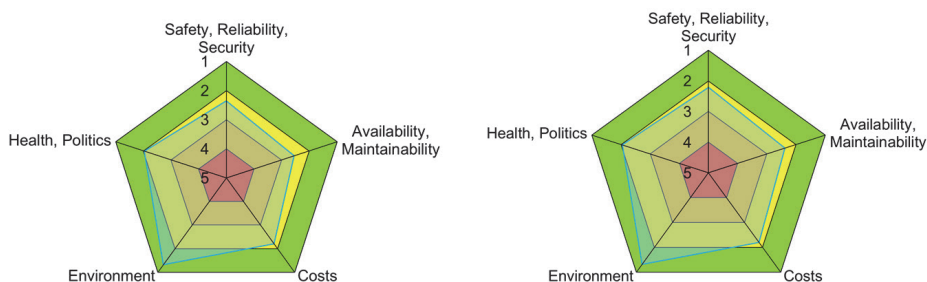 Safety, Reliability,
Security
1
2
3
4
5
Health, Politics
Availability,
Maintainability
Environment
Costs
Safety, Reliability,
Security
1
2
3
4
5
Health, Politics
Availability,
Maintainability
Environment
Costs